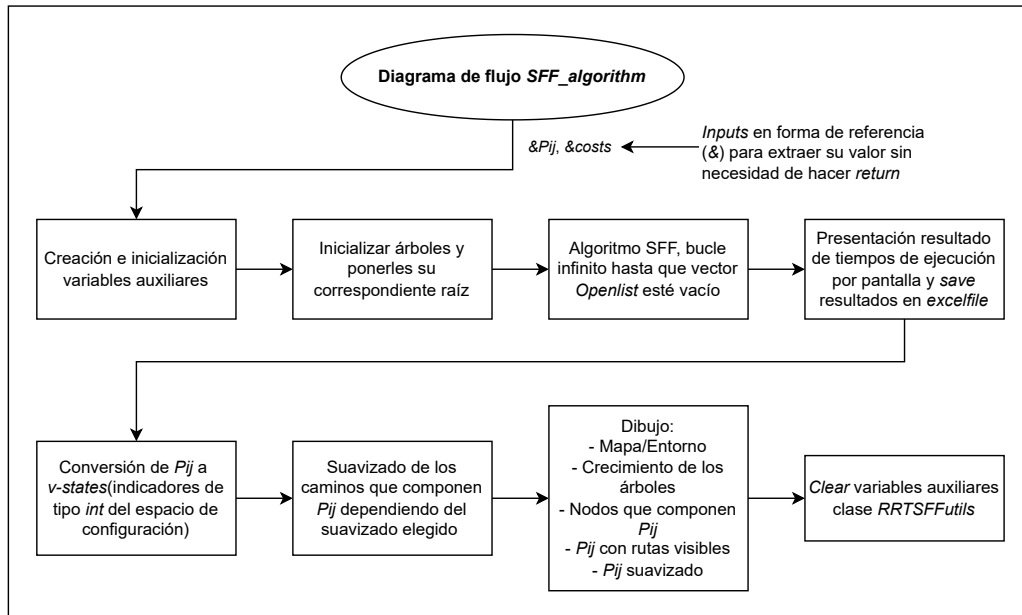 Diagrama de flujo SFF_algorithm
&Pij, &costs
Inputs en forma de referencia
(&) para extraer su valor sin
necesidad de hacer return
Creación e inicialización
variables auxiliares
Inicializar árboles y
ponerles su
correspondiente raíz
Algoritmo SFF, bucle
infinito hasta que vector
Openlist esté vacío
Presentación resultado
de tiempos de ejecución
por pantalla y save
resultados en excelfile
Conversión de Pij a
v-states(indicadores de
tipo int del espacio de
configuración)
Suavizado de los
caminos que componen
Pij dependiendo del
suavizado elegido
Dibujo:
- Mapa/Entorno
- Crecimiento de los
árboles
- Nodos que componen
Pij
- Pij con rutas visibles
- Pij suavizado
Clear variables auxiliares
clase RRTSFFutils